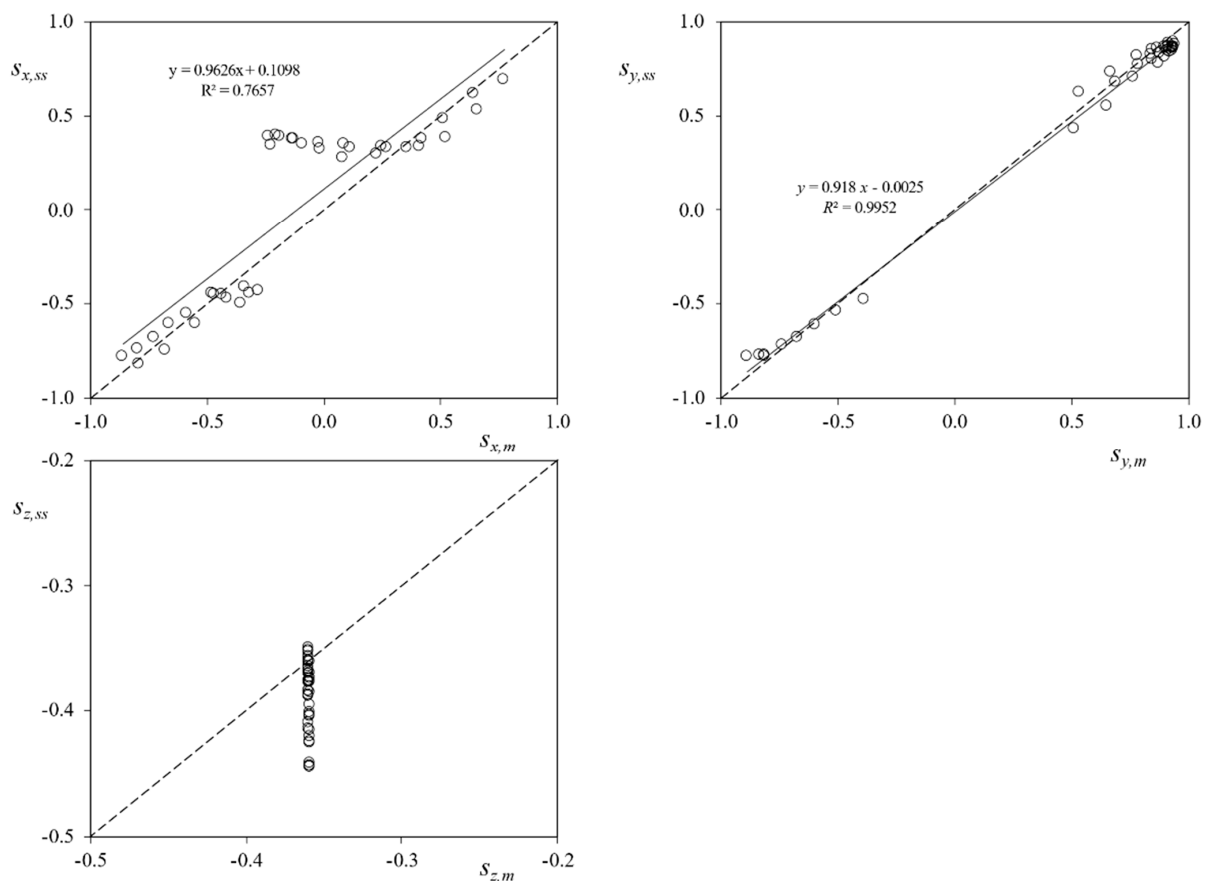 1.0
s_x,ss
y = 0.9626x + 0.1098
R² = 0.7657
0.5
0.0
-0.5
-1.0
-1.0 -0.5 0.0 0.5 1.0
s_x,m
1.0
s_y,ss
0.5
y = 0.918 x - 0.0025
R² = 0.9952
0.0
-0.5
-1.0
-1.0 -0.5 0.0 0.5 1.0
s_y,m
-0.2
s_z,ss
-0.3
-0.4
-0.5
-0.5 -0.4 -0.3 -0.2
s_z,m